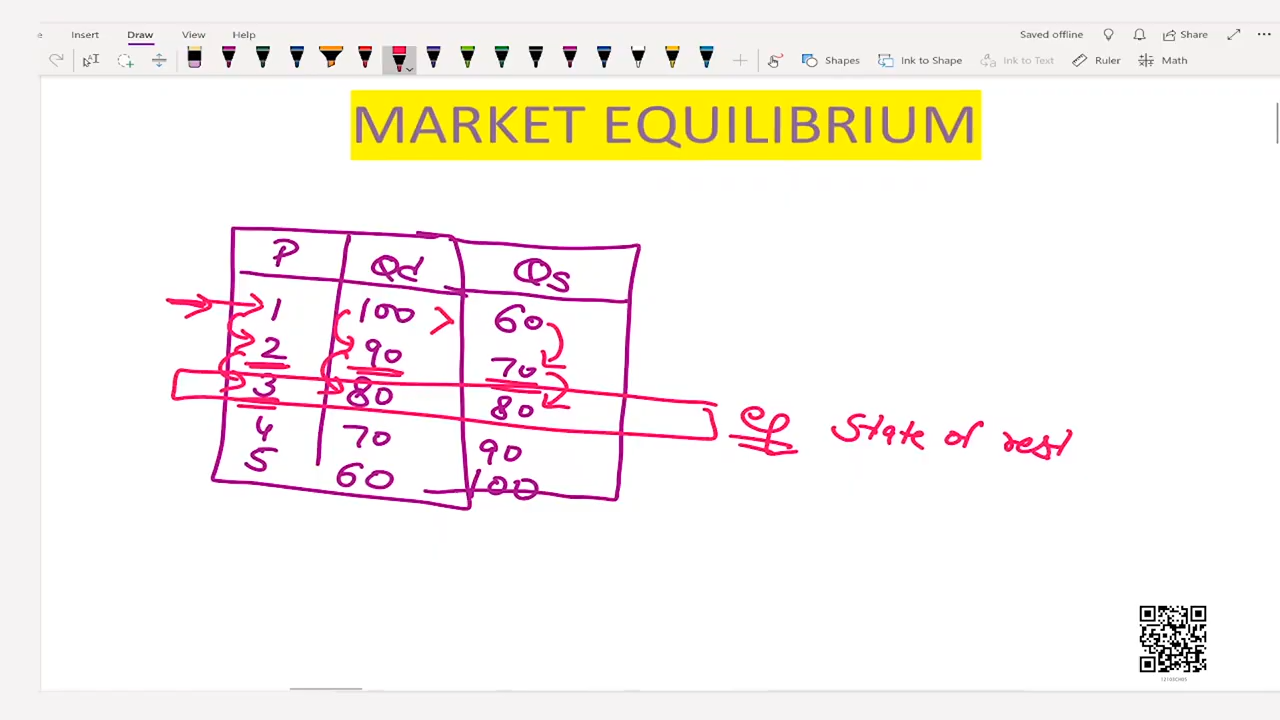 Insert Draw View Help Saved offline Share
Shapes Ink to Shape Ink to Text Ruler Math
MARKET EQUILIBRIUM
P Qd Qs
1 100 > 60
2 90 70
3 80 80
4 70 90
5 60 100
State of rest